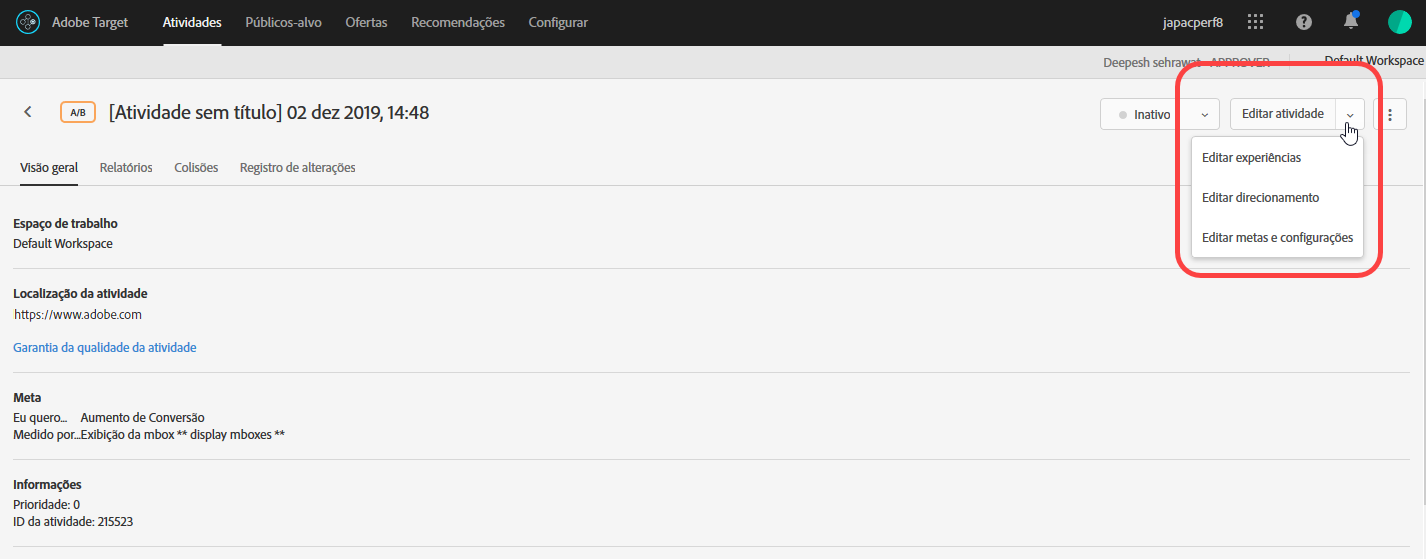 Adobe Target Atividades Públicos-alvo Ofertas Recomendações Configurar japacperf8
Deepesh sehrawat APPROVER Default Workspace
A/B [Atividade sem título] 02 dez 2019, 14:48 Inativo Editar atividade
Editar experiências
Visão geral Relatórios Colisões Registro de alterações
Editar direcionamento
Editar metas e configurações
Espaço de trabalho
Default Workspace
Localização da atividade
https://www.adobe.com
Garantia da qualidade da atividade
Meta
Eu quero... Aumento de Conversão
Medido por...Exibição da mbox ** display mboxes **
Informações
Prioridade: 0
ID da atividade: 215523